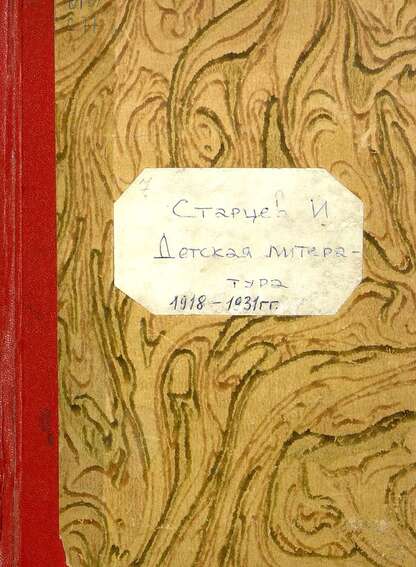 Старцев И
Детская литера-
тура
1918-1931гг.